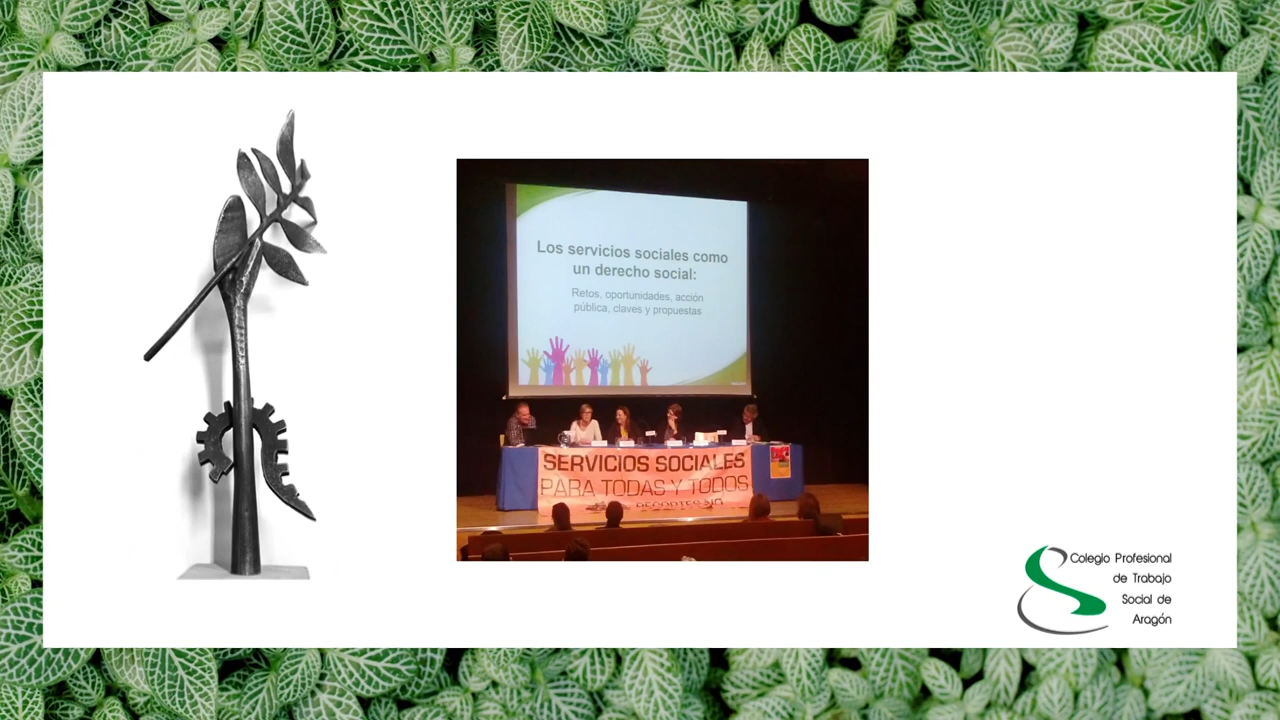 Los servicios sociales como
un derecho social:
Retos, oportunidades, acción
pública, claves y propuestas
SERVICIOS SOCIALES
PARA TODAS Y TODOS
Colegio Profesional
de Trabajo
Social de
Aragón